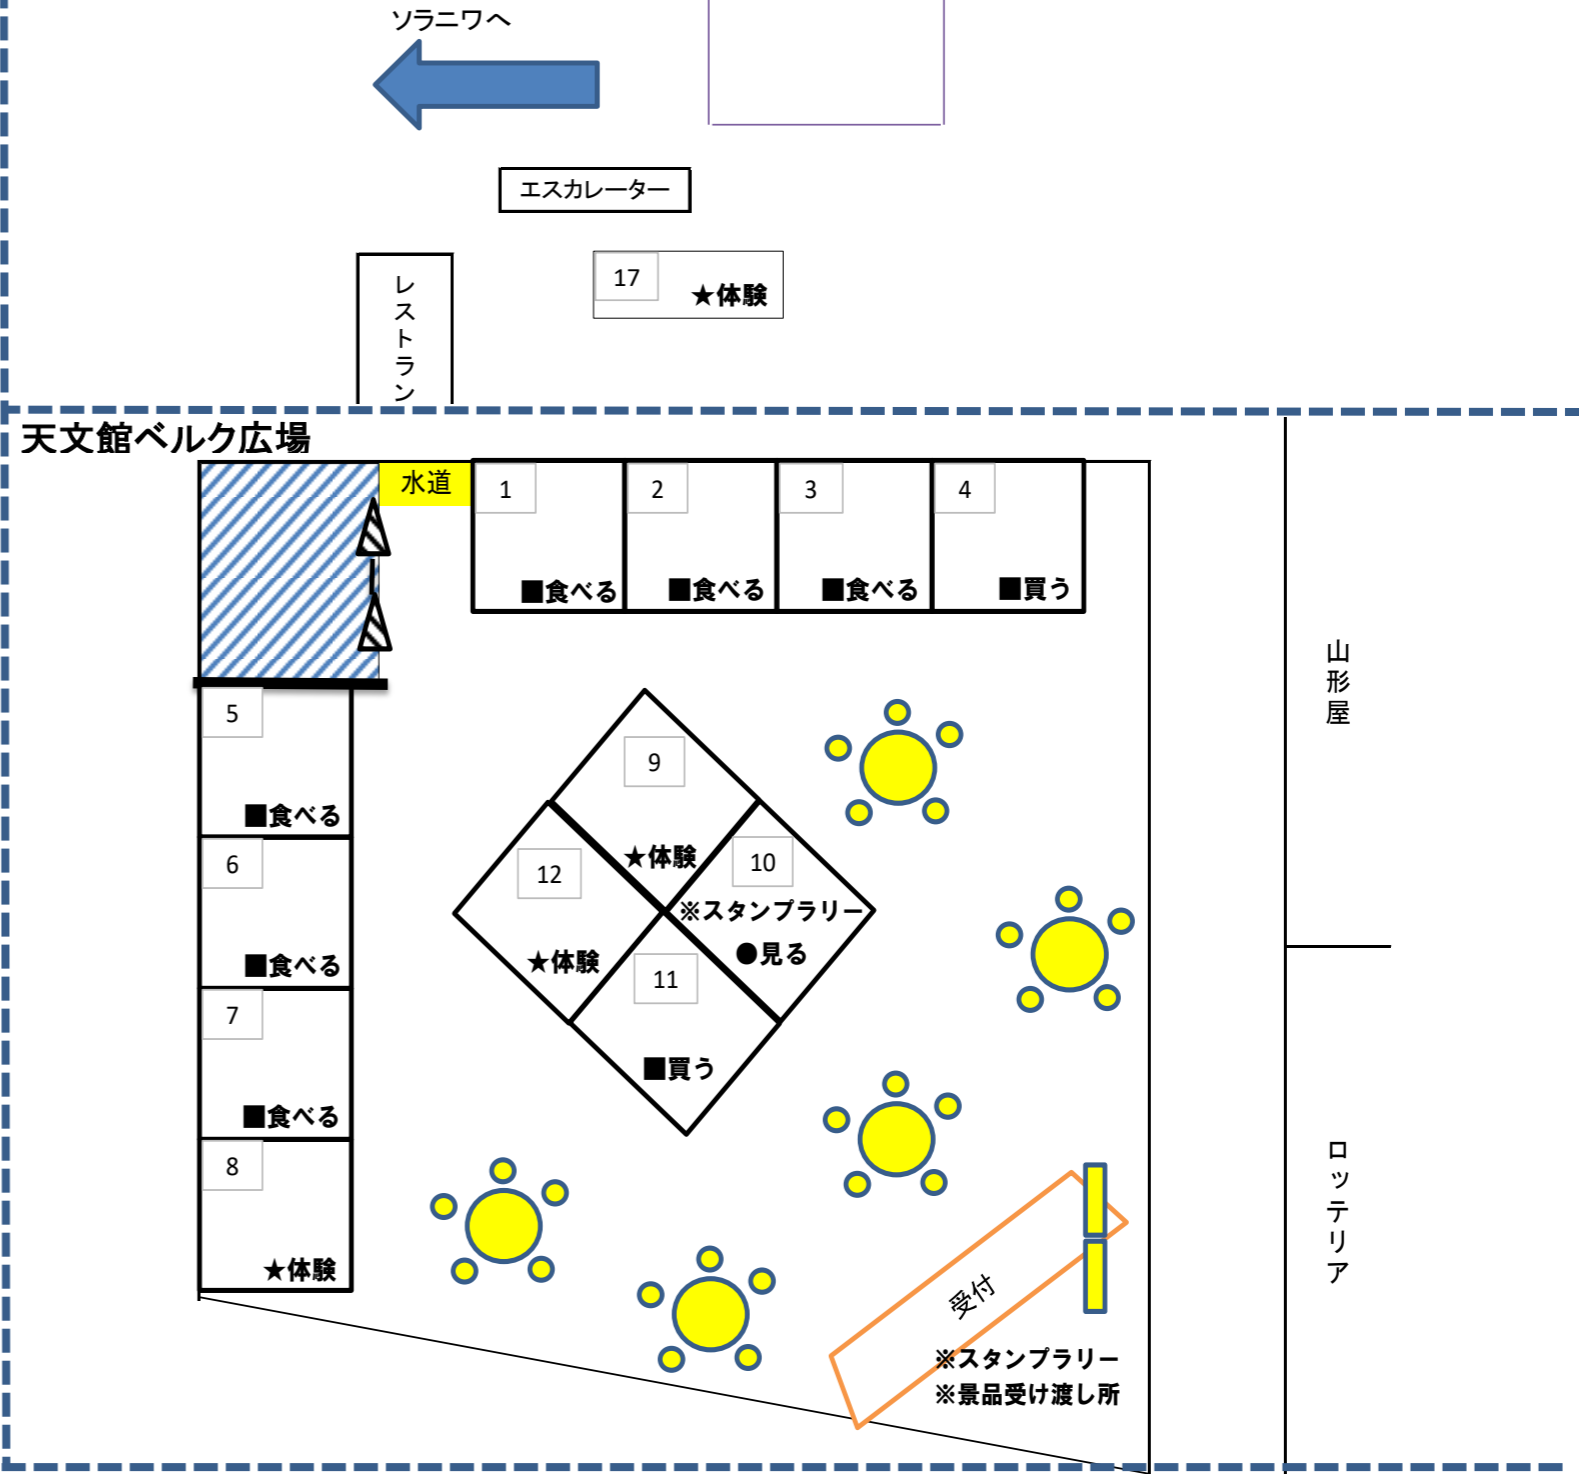 ソラニワへ
エスカレーター
17
★体験
レストラン
天文館ベルク広場
水道
1
■食べる
2
■食べる
3
■食べる
4
■買う
5
■食べる
6
■食べる
7
■食べる
8
★体験
9
★体験
10
※スタンプラリー
●見る
12
★体験
11
■買う
山形屋
ロッテリア
受付
※スタンプラリー
※景品受け渡し所